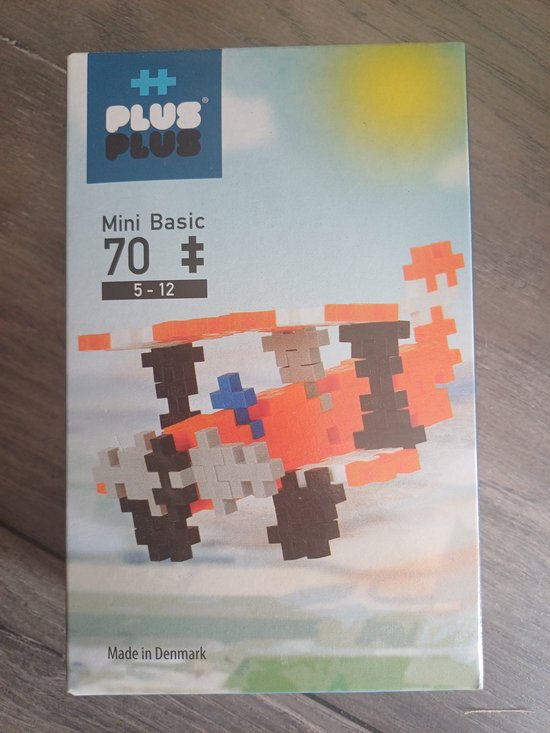 PLUS®
PLUS
Mini Basic
70
5 - 12
Made in Denmark